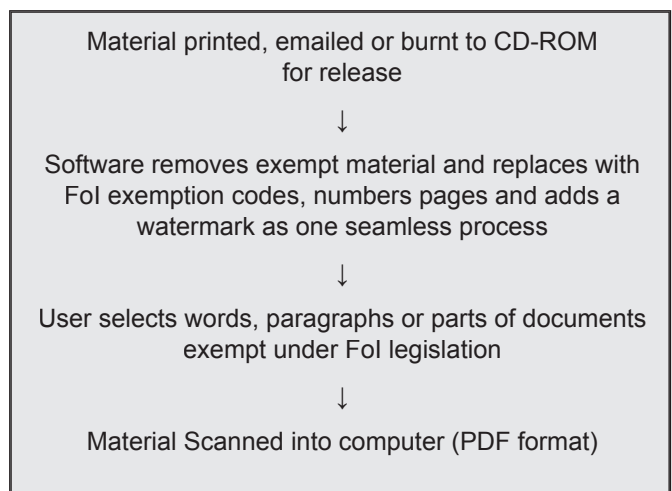 Material printed, emailed or burnt to CD-ROM
for release
↓
Software removes exempt material and replaces with
FoI exemption codes, numbers pages and adds a
watermark as one seamless process
↓
User selects words, paragraphs or parts of documents
exempt under FoI legislation
↓
Material Scanned into computer (PDF format)